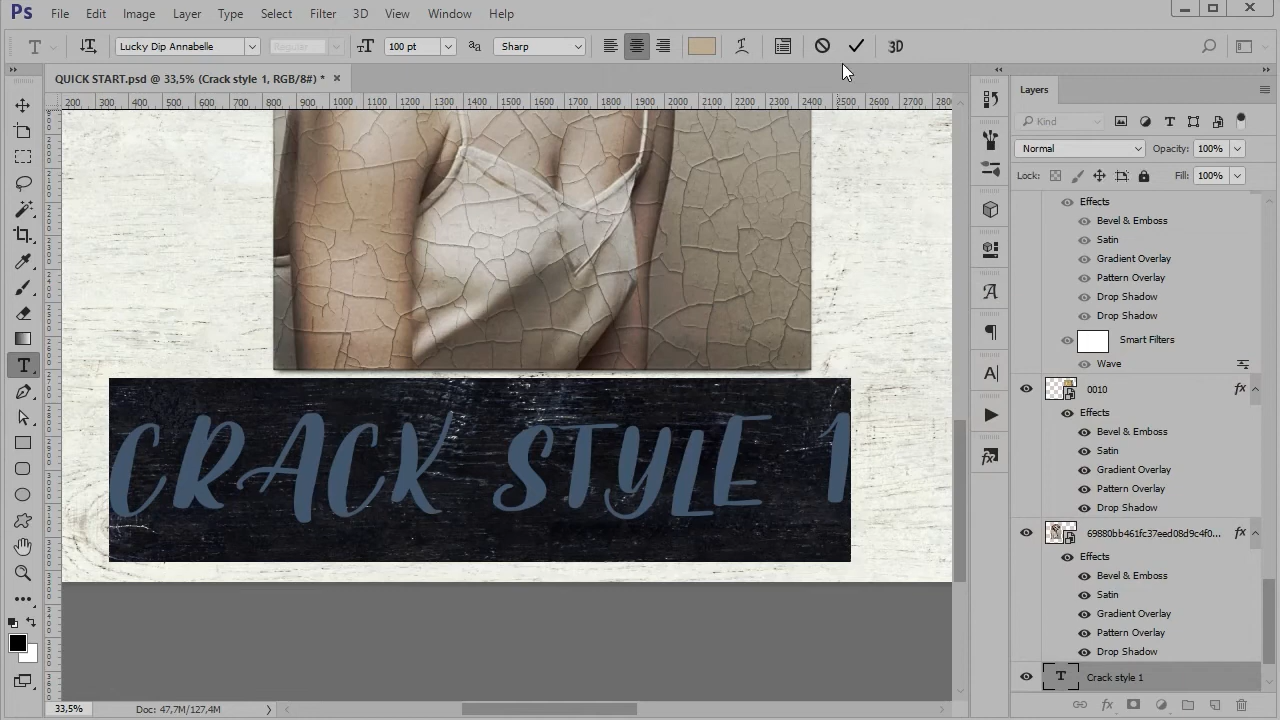 Ps File Edit Image Layer Type Select Filter 3D View Window Help
Lucky Dip Annabelle Regular 100 pt Sharp 3D
QUICK START.psd @ 33,5% (Crack style 1, RGB/8#) *
200 300 400 500 600 700 800 900 1000 1100 1200 1300 1400 1500 1600 1700 1800 1900 2000 2100 2200 2300 2400 2500 2600 2700 2800
Layers
Kind
Normal Opacity: 100%
Lock: Fill: 100%
Effects
Bevel & Emboss
Satin
Gradient Overlay
Pattern Overlay
Drop Shadow
Drop Shadow
Smart Filters
Wave
0010
Effects
Bevel & Emboss
Satin
Gradient Overlay
Pattern Overlay
Drop Shadow
69880bb461fc37eed08d9c4f0...
Effects
Bevel & Emboss
Satin
Gradient Overlay
Pattern Overlay
Drop Shadow
Crack style 1
CRACK STYLE 1
33,5% Doc: 47,7M/127,4M